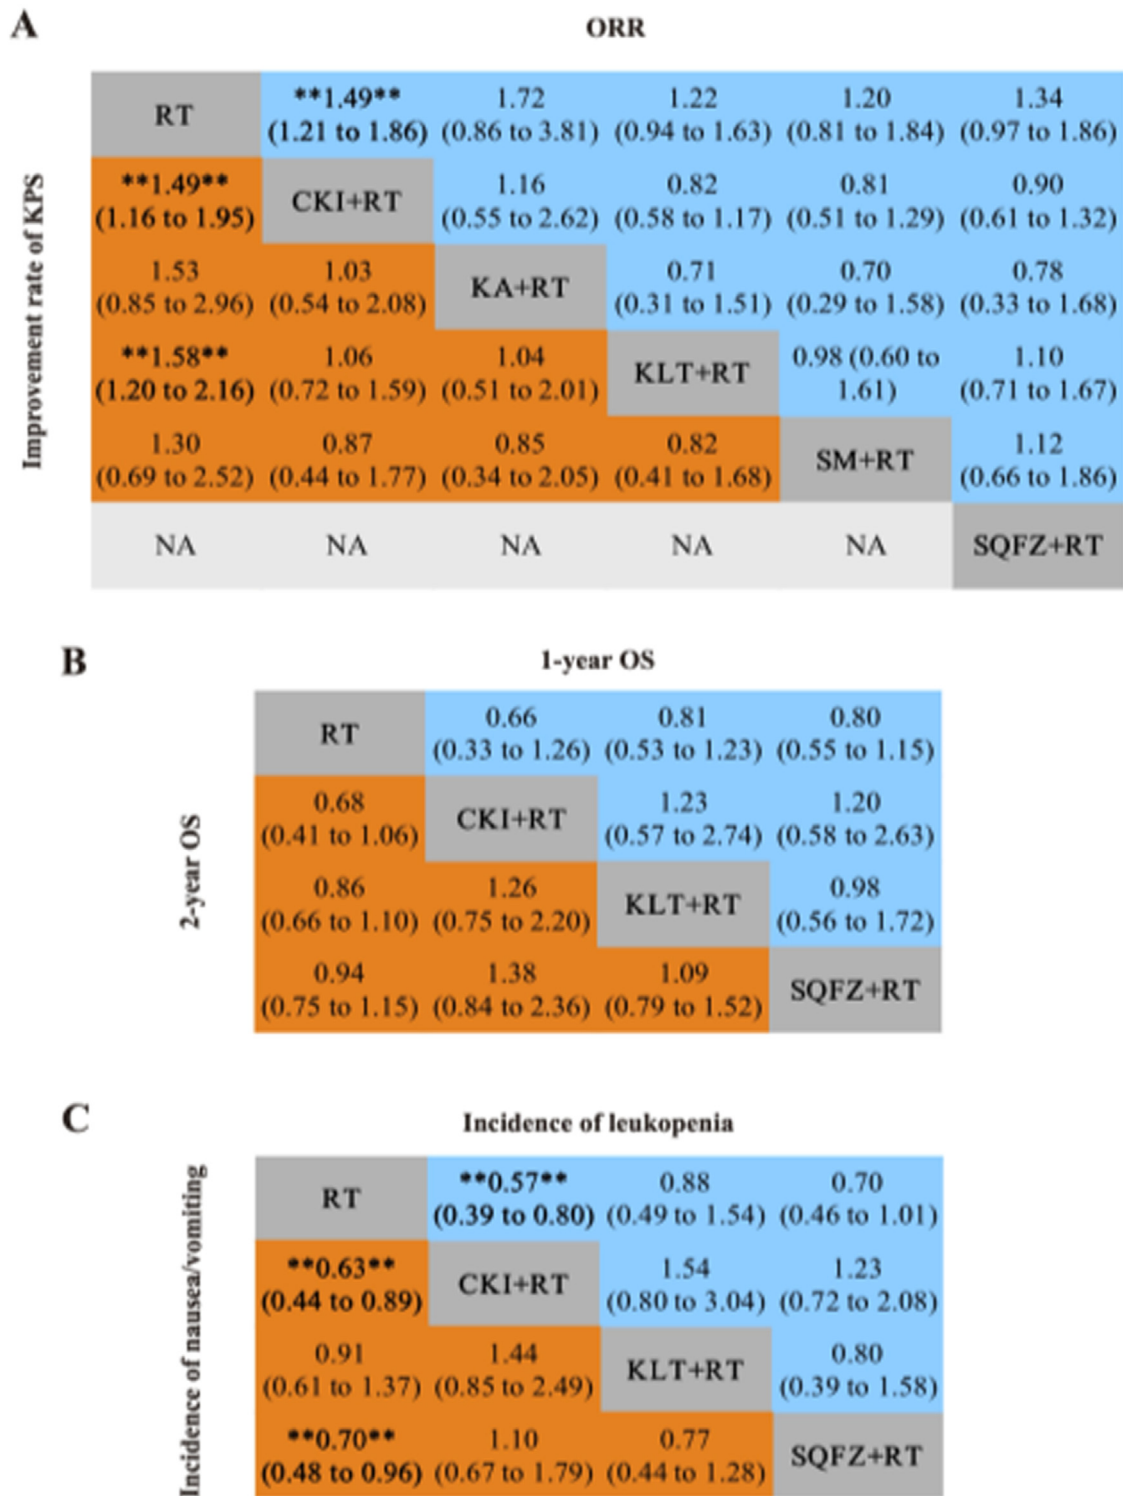 A
ORR
Improvement rate of KPS
RT **1.49** 1.72 1.22 1.20 1.34
(1.21 to 1.86) (0.86 to 3.81) (0.94 to 1.63) (0.81 to 1.84) (0.97 to 1.86)
**1.49** CKI+RT 1.16 0.82 0.81 0.90
(1.16 to 1.95) (0.55 to 2.62) (0.58 to 1.17) (0.51 to 1.29) (0.61 to 1.32)
1.53 1.03 KA+RT 0.71 0.70 0.78
(0.85 to 2.96) (0.54 to 2.08) (0.31 to 1.51) (0.29 to 1.58) (0.33 to 1.68)
**1.58** 1.06 1.04 KLT+RT 0.98 (0.60 to 1.10
(1.20 to 2.16) (0.72 to 1.59) (0.51 to 2.01) 1.61) (0.71 to 1.67)
1.30 0.87 0.85 0.82 SM+RT 1.12
(0.69 to 2.52) (0.44 to 1.77) (0.34 to 2.05) (0.41 to 1.68) (0.66 to 1.86)
NA NA NA NA NA SQFZ+RT
B
1-year OS
2-year OS
RT 0.66 0.81 0.80
(0.33 to 1.26) (0.53 to 1.23) (0.55 to 1.15)
0.68 CKI+RT 1.23 1.20
(0.41 to 1.06) (0.57 to 2.74) (0.58 to 2.63)
0.86 1.26 KLT+RT 0.98
(0.66 to 1.10) (0.75 to 2.20) (0.56 to 1.72)
0.94 1.38 1.09 SQFZ+RT
(0.75 to 1.15) (0.84 to 2.36) (0.79 to 1.52)
C
Incidence of leukopenia
Incidence of nausea/vomiting
RT **0.57** 0.88 0.70
(0.39 to 0.80) (0.49 to 1.54) (0.46 to 1.01)
**0.63** CKI+RT 1.54 1.23
(0.44 to 0.89) (0.80 to 3.04) (0.72 to 2.08)
0.91 1.44 KLT+RT 0.80
(0.61 to 1.37) (0.85 to 2.49) (0.39 to 1.58)
**0.70** 1.10 0.77 SQFZ+RT
(0.48 to 0.96) (0.67 to 1.79) (0.44 to 1.28)